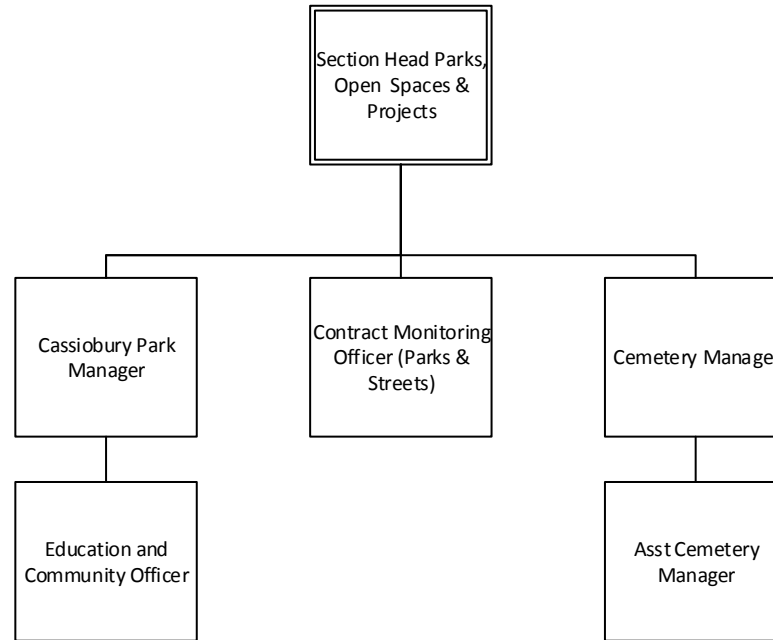 Section Head Parks,
Open Spaces &
Projects
Cassiobury Park
Manager
Contract Monitoring
Officer (Parks &
Streets)
Cemetery Manage
Education and
Community Officer
Asst Cemetery
Manager